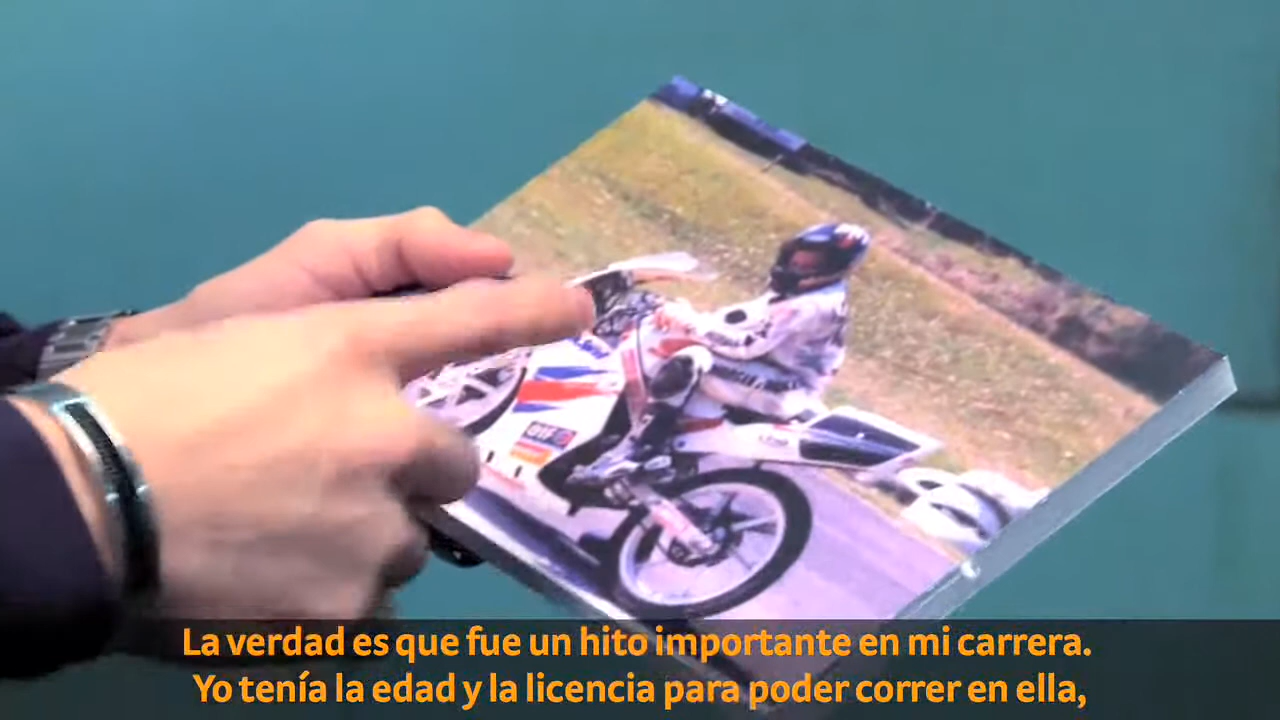 La verdad es que fue un hito importante en mi carrera.
Yo tenía la edad y la licencia para poder correr en ella,
elf